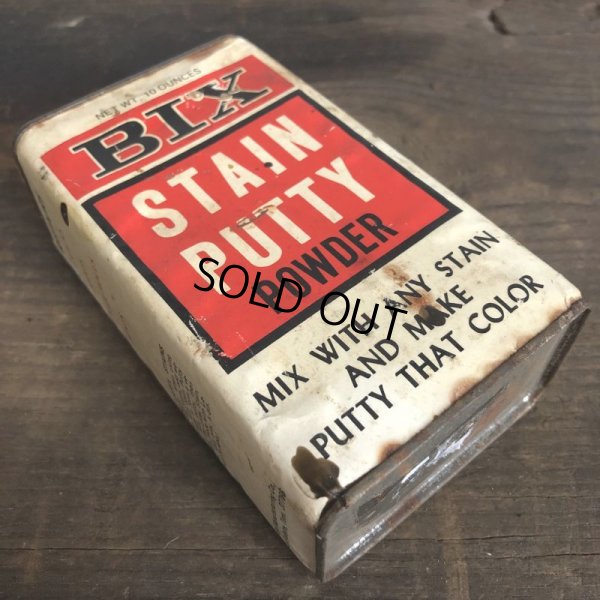 NET WT. 10 OUNCES
BIX
STAIN
PUTTY
POWDER
SOLD OUT
MIX WITH ANY STAIN
AND MAKE
PUTTY THAT COLOR